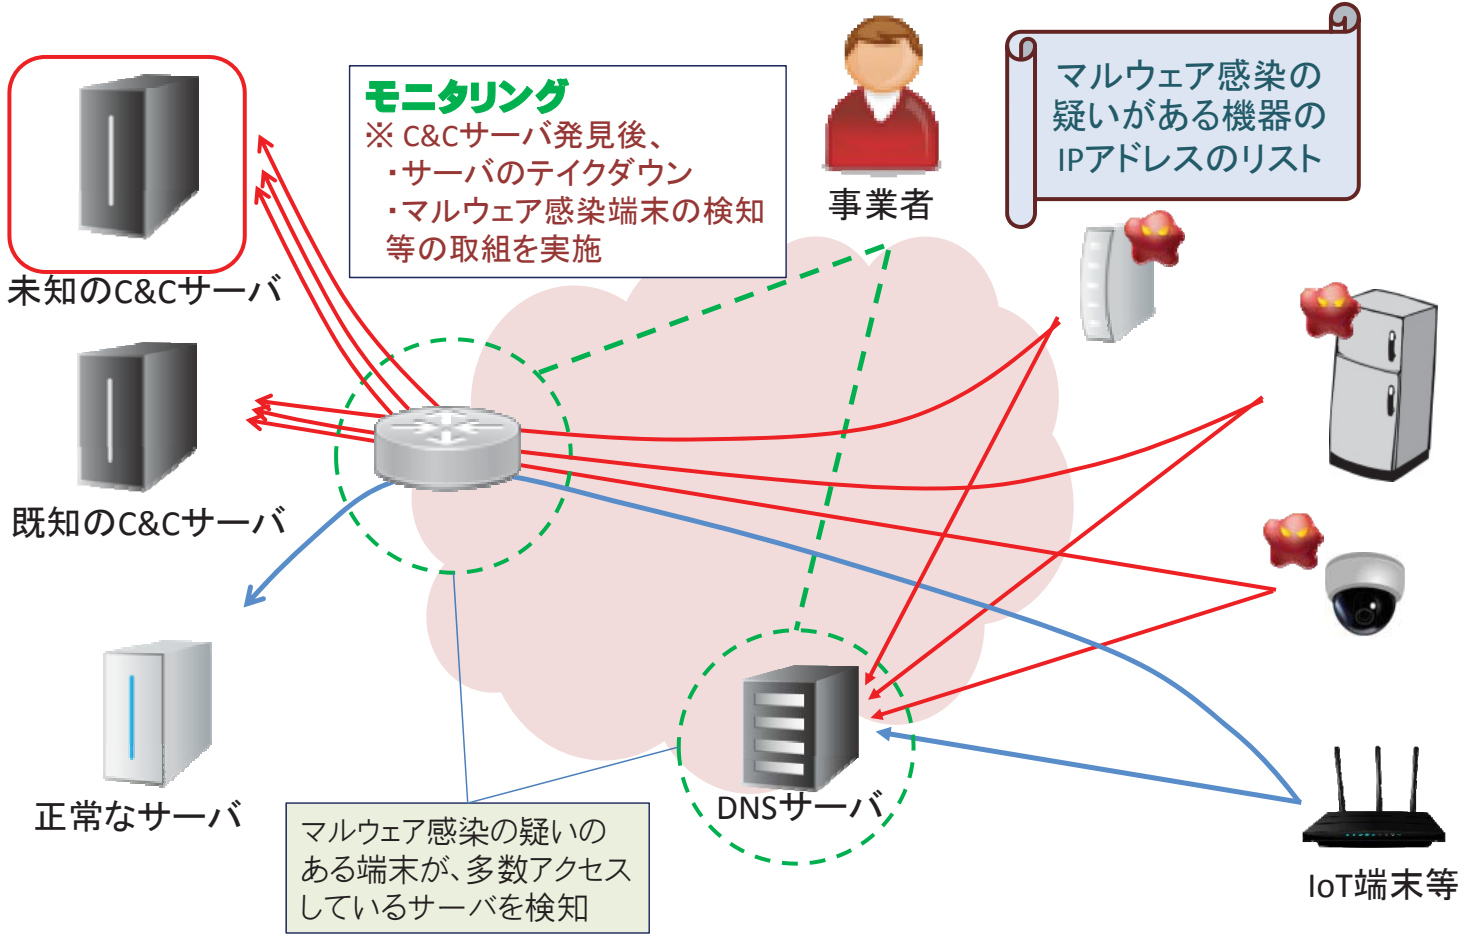 モニタリング
※ C&Cサーバ発見後、
・サーバのテイクダウン
・マルウェア感染端末の検知
等の取組を実施
事業者
マルウェア感染の
疑いがある機器の
IPアドレスのリスト
未知のC&Cサーバ
既知のC&Cサーバ
正常なサーバ
DNSサーバ
マルウェア感染の疑いの
ある端末が、多数アクセス
しているサーバを検知
IoT端末等